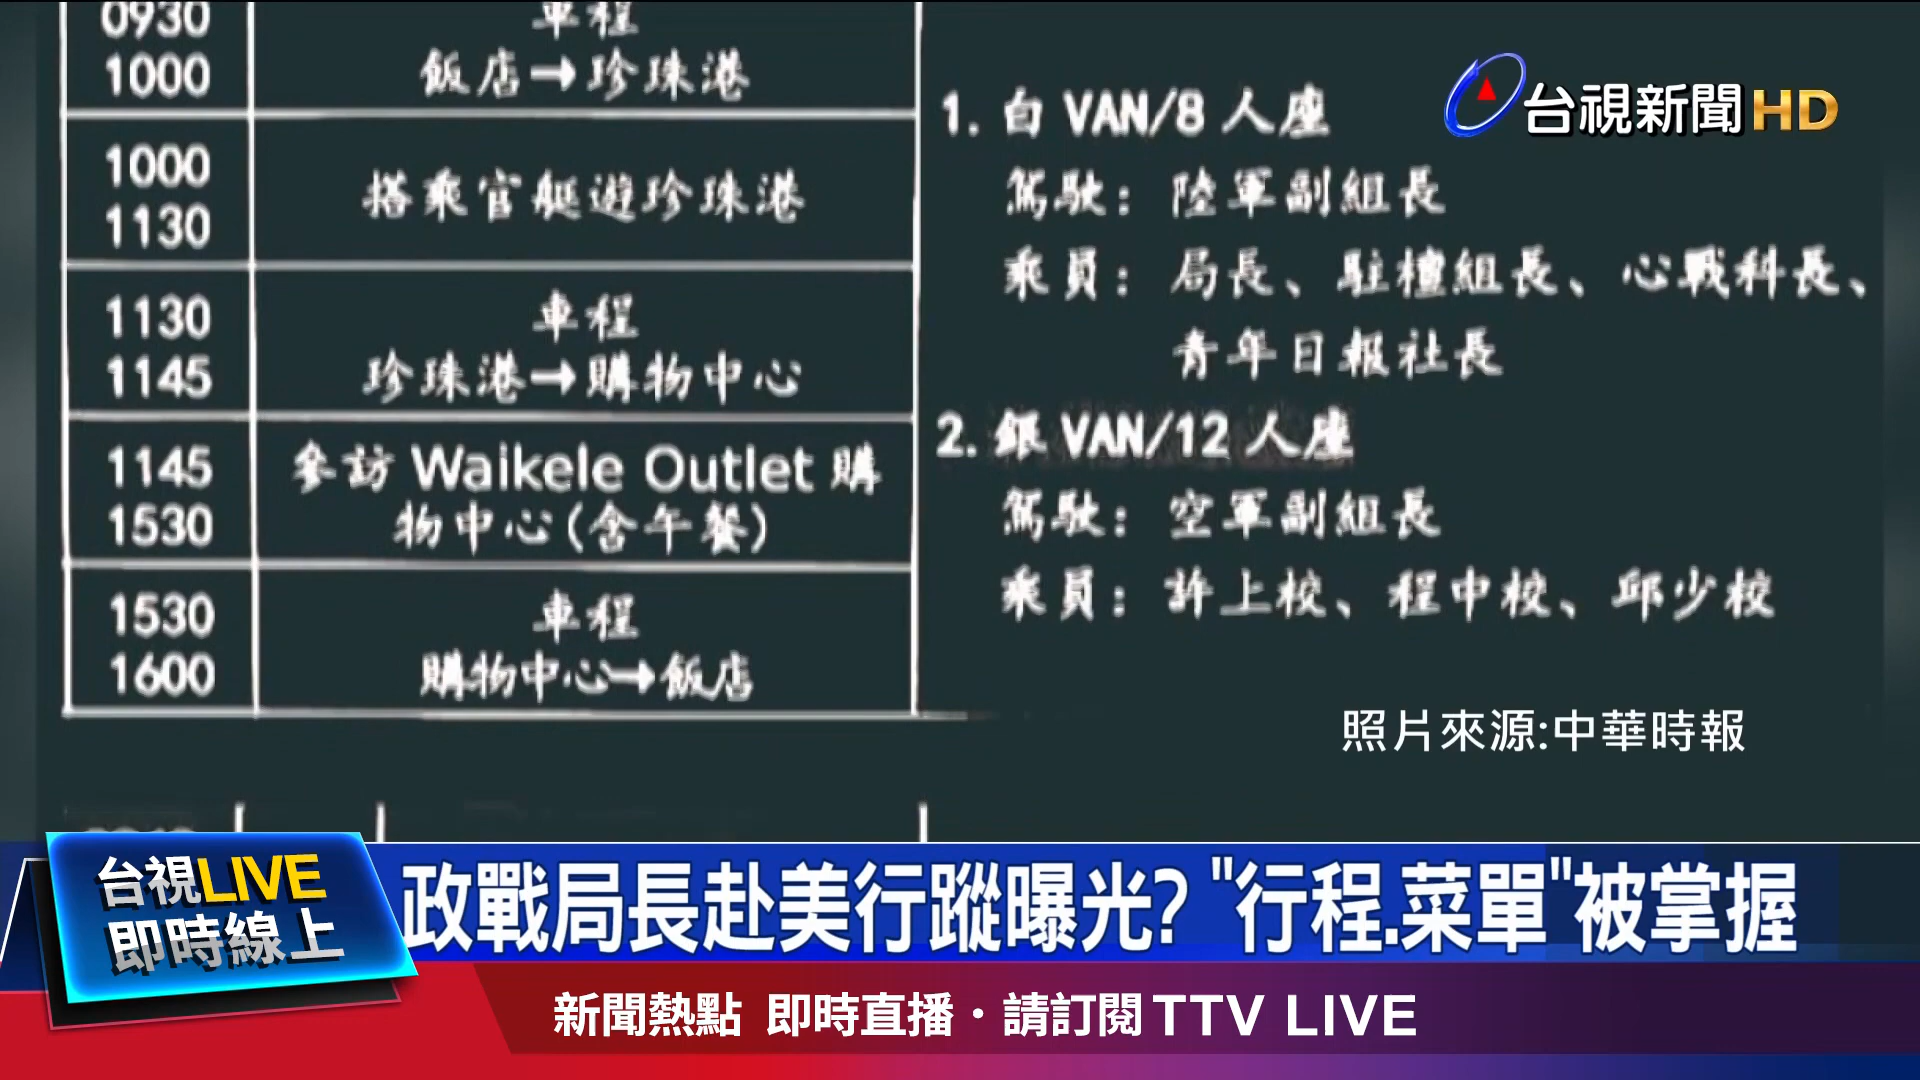 0930
車程
1000
飯店→珍珠港
1000
1130
搭乘官艇遊珍珠港
1130
車程
1145
珍珠港→購物中心
1145
參訪 Waikele Outlet 購
1530
物中心(含午餐)
1530
車程
1600
購物中心→飯店
1. 白 VAN/8 人座
駕駛：陸軍副組長
乘員：局長、駐檀組長、心戰科長、
青年日報社長
2. 銀 VAN/12 人座
駕駛：空軍副組長
乘員：許上校、程中校、邱少校
台視新聞HD
照片來源:中華時報
台視LIVE
即時線上
政戰局長赴美行蹤曝光? "行程.菜單"被掌握
新聞熱點 即時直播・請訂閱TTV LIVE